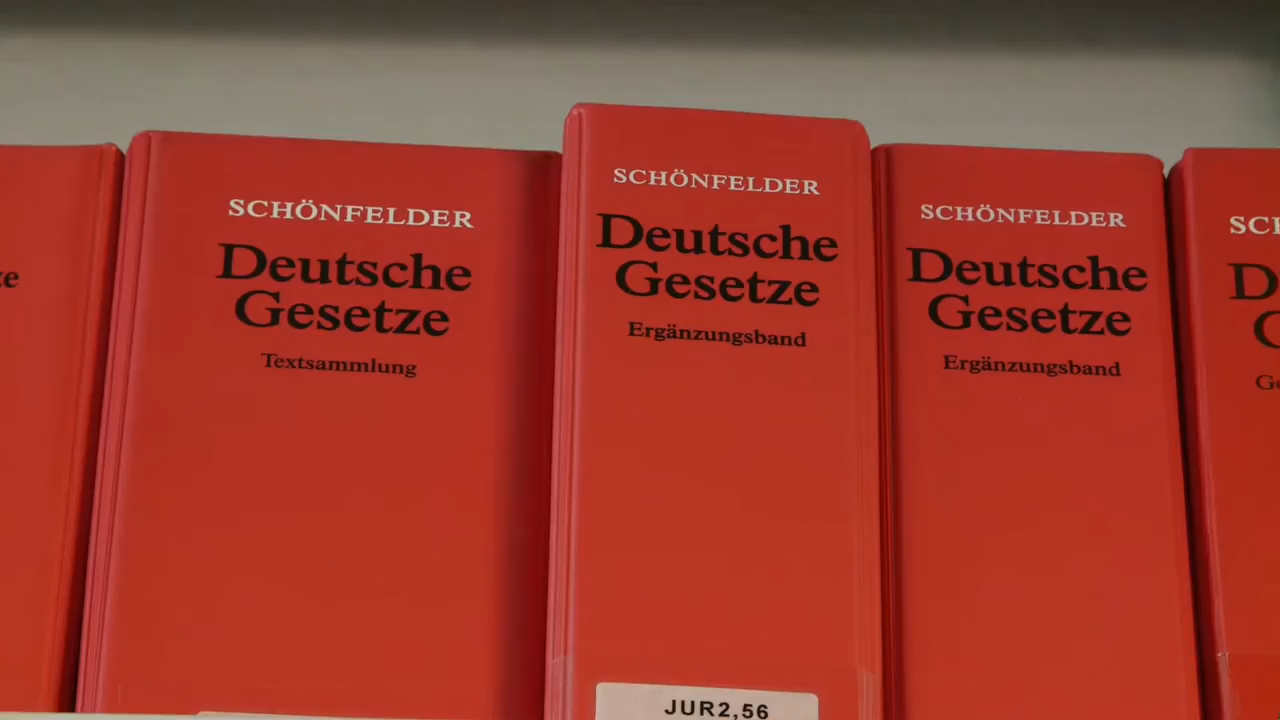 SCHÖNFELDER
Deutsche
Gesetze
Textsammlung
SCHÖNFELDER
Deutsche
Gesetze
Ergänzungsband
JUR2,56
SCHÖNFELDER
Deutsche
Gesetze
Ergänzungsband